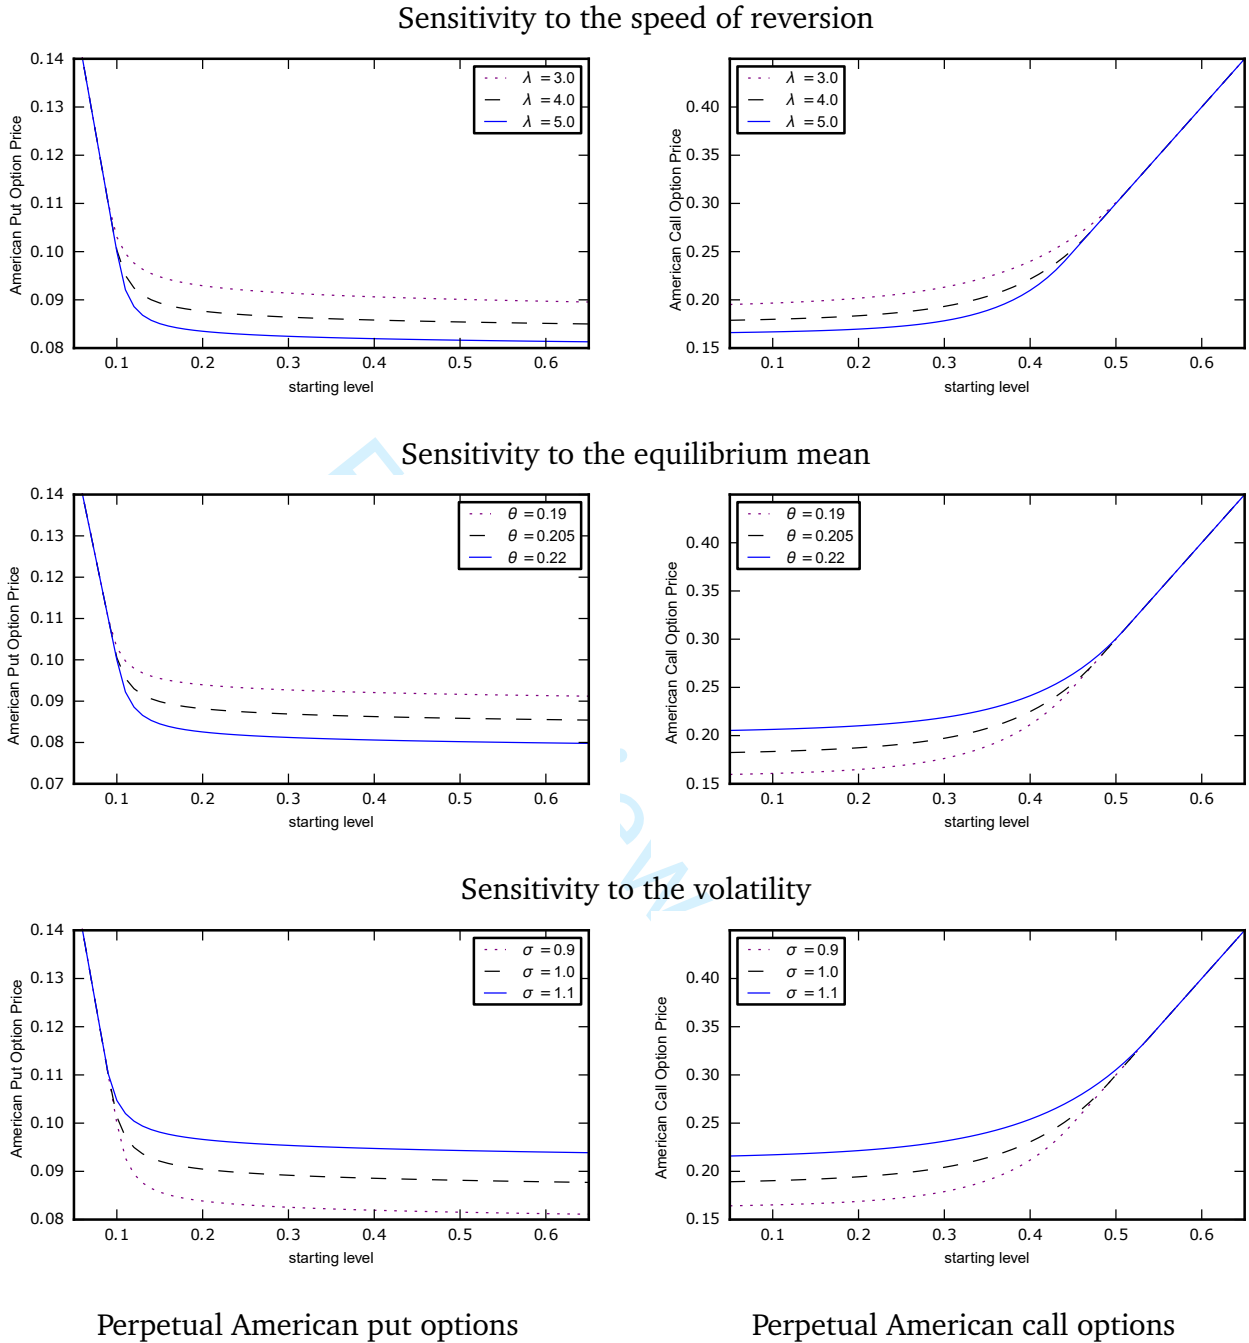 Sensitivity to the speed of reversion
American Put Option Price
0.14
0.13
0.12
0.11
0.10
0.09
0.08
0.1 0.2 0.3 0.4 0.5 0.6
starting level
λ = 3.0
λ = 4.0
λ = 5.0
American Call Option Price
0.40
0.35
0.30
0.25
0.20
0.15
0.1 0.2 0.3 0.4 0.5 0.6
starting level
λ = 3.0
λ = 4.0
λ = 5.0
Sensitivity to the equilibrium mean
American Put Option Price
0.14
0.13
0.12
0.11
0.10
0.09
0.08
0.07
0.1 0.2 0.3 0.4 0.5 0.6
starting level
θ = 0.19
θ = 0.205
θ = 0.22
American Call Option Price
0.40
0.35
0.30
0.25
0.20
0.15
0.1 0.2 0.3 0.4 0.5 0.6
starting level
θ = 0.19
θ = 0.205
θ = 0.22
Sensitivity to the volatility
American Put Option Price
0.14
0.13
0.12
0.11
0.10
0.09
0.08
0.1 0.2 0.3 0.4 0.5 0.6
starting level
σ = 0.9
σ = 1.0
σ = 1.1
American Call Option Price
0.40
0.35
0.30
0.25
0.20
0.15
0.1 0.2 0.3 0.4 0.5 0.6
starting level
σ = 0.9
σ = 1.0
σ = 1.1
Perpetual American put options
Perpetual American call options